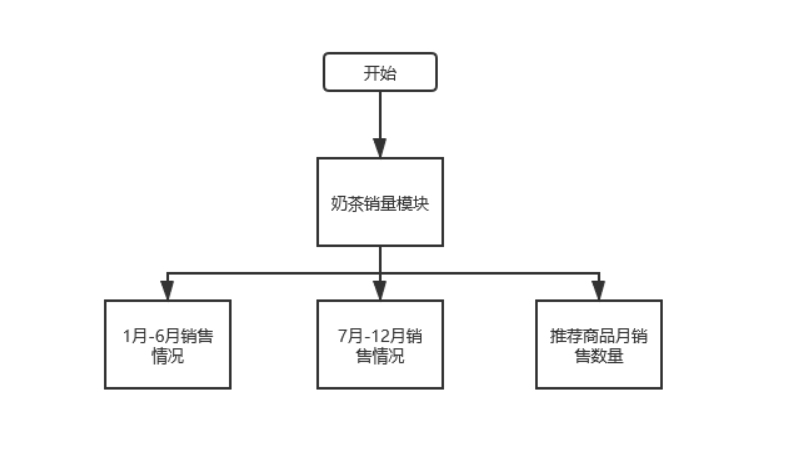 开始
奶茶销量模块
1月-6月销售
情况
7月-12月销
售情况
推荐商品月销
售数量